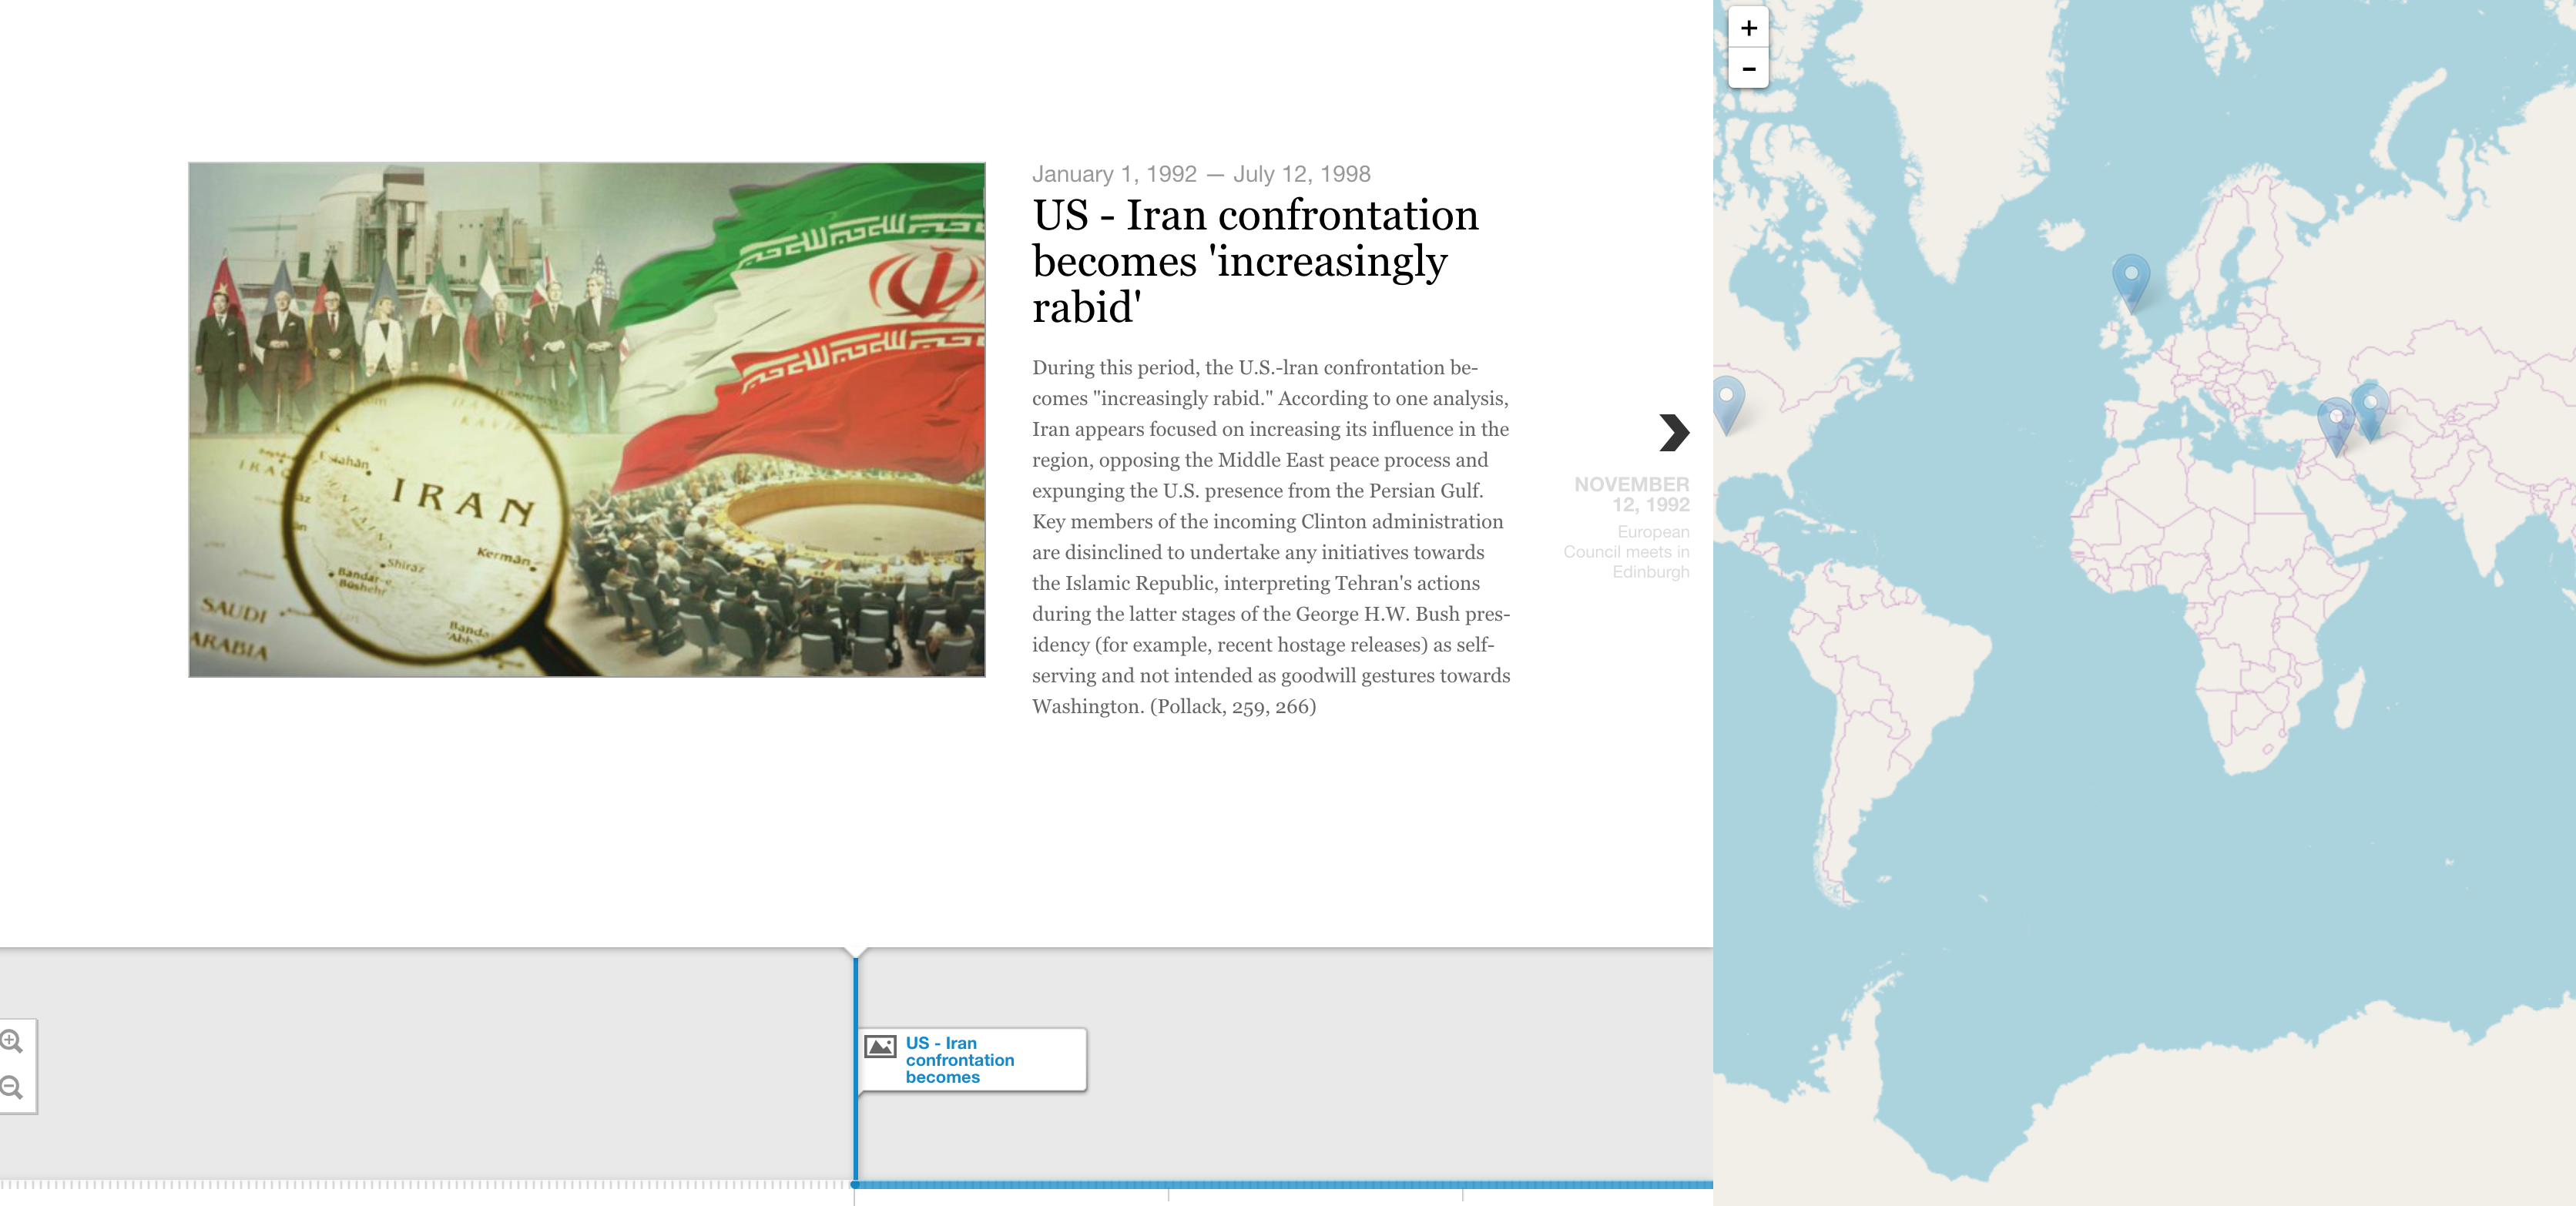 January 1, 1992 — July 12, 1998
US - Iran confrontation
becomes 'increasingly
rabid'
During this period, the U.S.-lran confrontation be-
comes "increasingly rabid." According to one analysis,
Iran appears focused on increasing its influence in the
region, opposing the Middle East peace process and
expunging the U.S. presence from the Persian Gulf.
Key members of the incoming Clinton administration
are disinclined to undertake any initiatives towards
the Islamic Republic, interpreting Tehran's actions
during the latter stages of the George H.W. Bush pres-
idency (for example, recent hostage releases) as self-
serving and not intended as goodwill gestures towards
Washington. (Pollack, 259, 266)
NOVEMBER
12, 1992
European
Council meets in
Edinburgh
IRAN
Kerman
Shiraz
Bandar-e
Bushehr
SAUDI
ARABIA
Banda
US - Iran
confrontation
becomes
+
−